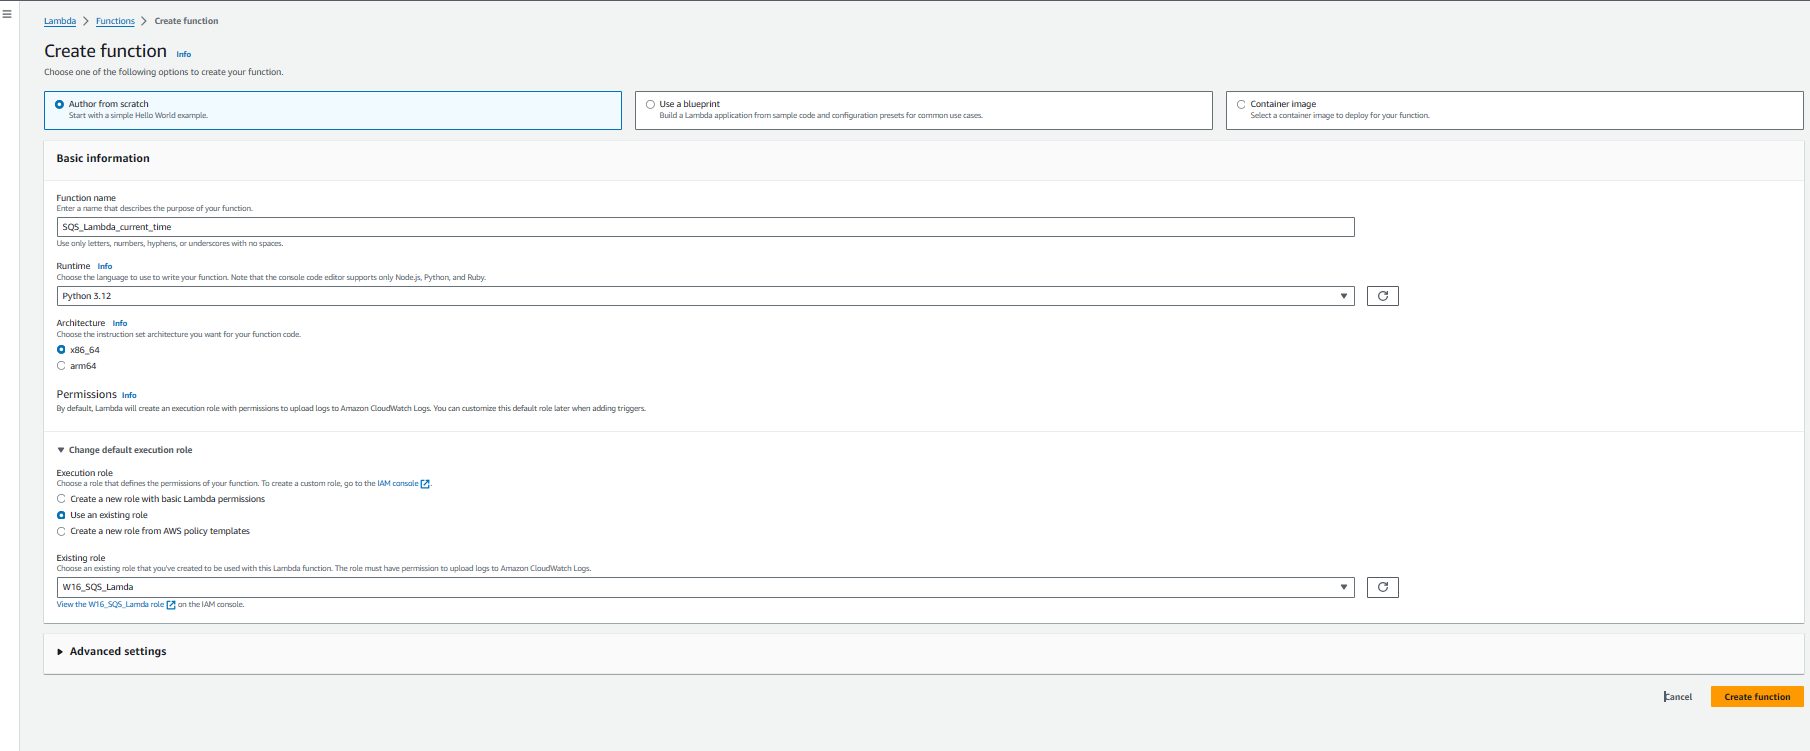 Lambda > Functions > Create function
Create function Info
Choose one of the following options to create your function.
Author from scratch
Start with a simple Hello World example.
Use a blueprint
Build a Lambda application from sample code and configuration presets for common use cases.
Container image
Select a container image to deploy for your function.
Basic information
Function name
Enter a name that describes the purpose of your function.
SQS_Lambda_current_time
Use only letters, numbers, hyphens, or underscores with no spaces.
Runtime Info
Choose the language to use to write your function. Note that the console code editor supports only Node.js, Python, and Ruby.
Python 3.12
Architecture Info
Choose the instruction set architecture you want for your function code.
x86_64
arm64
Permissions Info
By default, Lambda will create an execution role with permissions to upload logs to Amazon CloudWatch Logs. You can customize this default role later when adding triggers.
Change default execution role
Execution role
Choose a role that defines the permissions of your function. To create a custom role, go to the IAM console.
Create a new role with basic Lambda permissions
Use an existing role
Create a new role from AWS policy templates
Existing role
Choose an existing role that you've created to be used with this Lambda function. The role must have permission to upload logs to Amazon CloudWatch Logs.
W16_SQS_Lamda
View the W16_SQS_Lamda role on the IAM console.
Advanced settings
Cancel
Create function